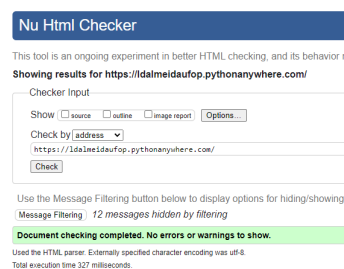 Nu Html Checker
This tool is an ongoing experiment in better HTML checking, and its behavior
Showing results for https://ldalmeidaufop.pythonanywhere.com/
Checker Input
Show source outline image report Options...
Check by address
https://ldalmeidaufop.pythonanywhere.com/
Check
Use the Message Filtering button below to display options for hiding/showing
Message Filtering 12 messages hidden by filtering
Document checking completed. No errors or warnings to show.
Used the HTML parser. Externally specified character encoding was utf-8.
Total execution time 327 milliseconds.